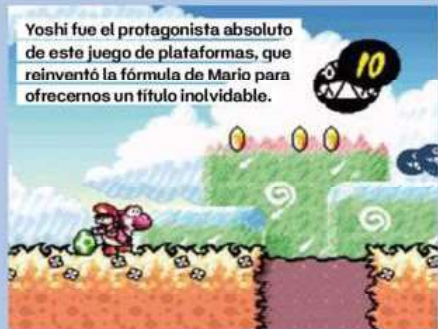 Yoshi fue el protagonista absoluto
de este juego de plataformas, que
reinventó la fórmula de Mario para
ofrecernos un título inolvidable.
10